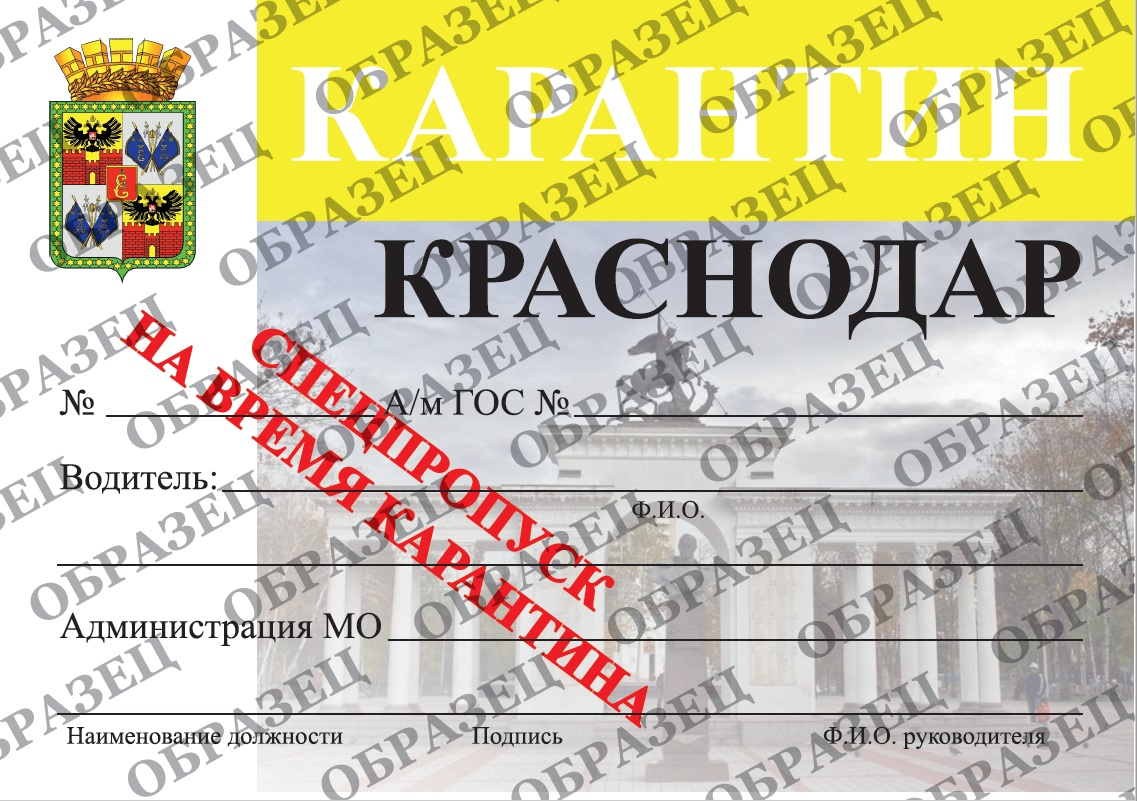 КАРАНТИН
КРАСНОДАР
СПЕЦПРОПУСК
НА ВРЕМЯ КАРАНТИНА
№ А/м ГОС №
Водитель:
Ф.И.О.
Администрация МО
Наименование должности Подпись Ф.И.О. руководителя
ОБРАЗЕЦ